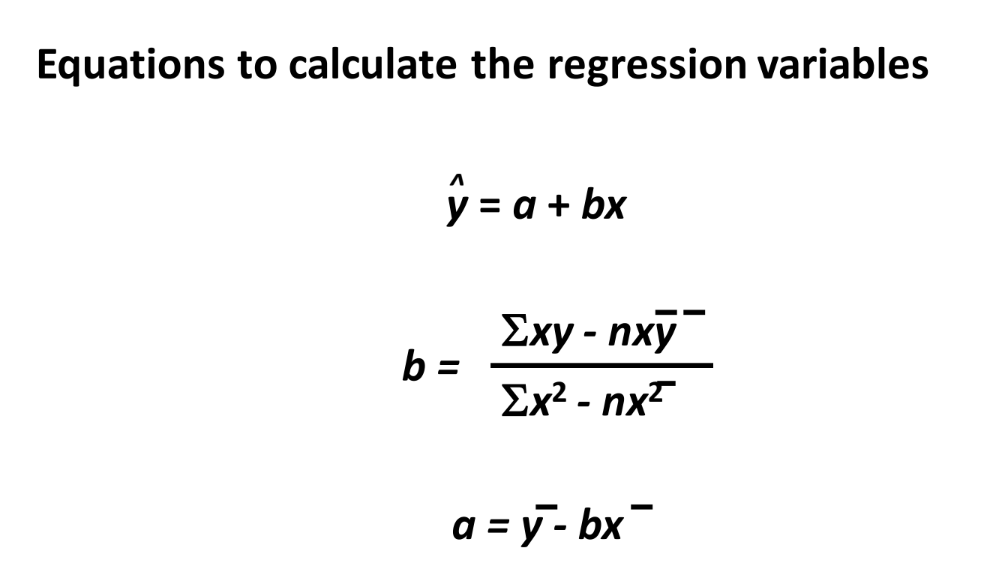 Equations to calculate the regression variables
ŷ = a + bx
b = 
Σxy - nx̄ȳ
Σx² - nx̄²
a = ȳ - bx̄